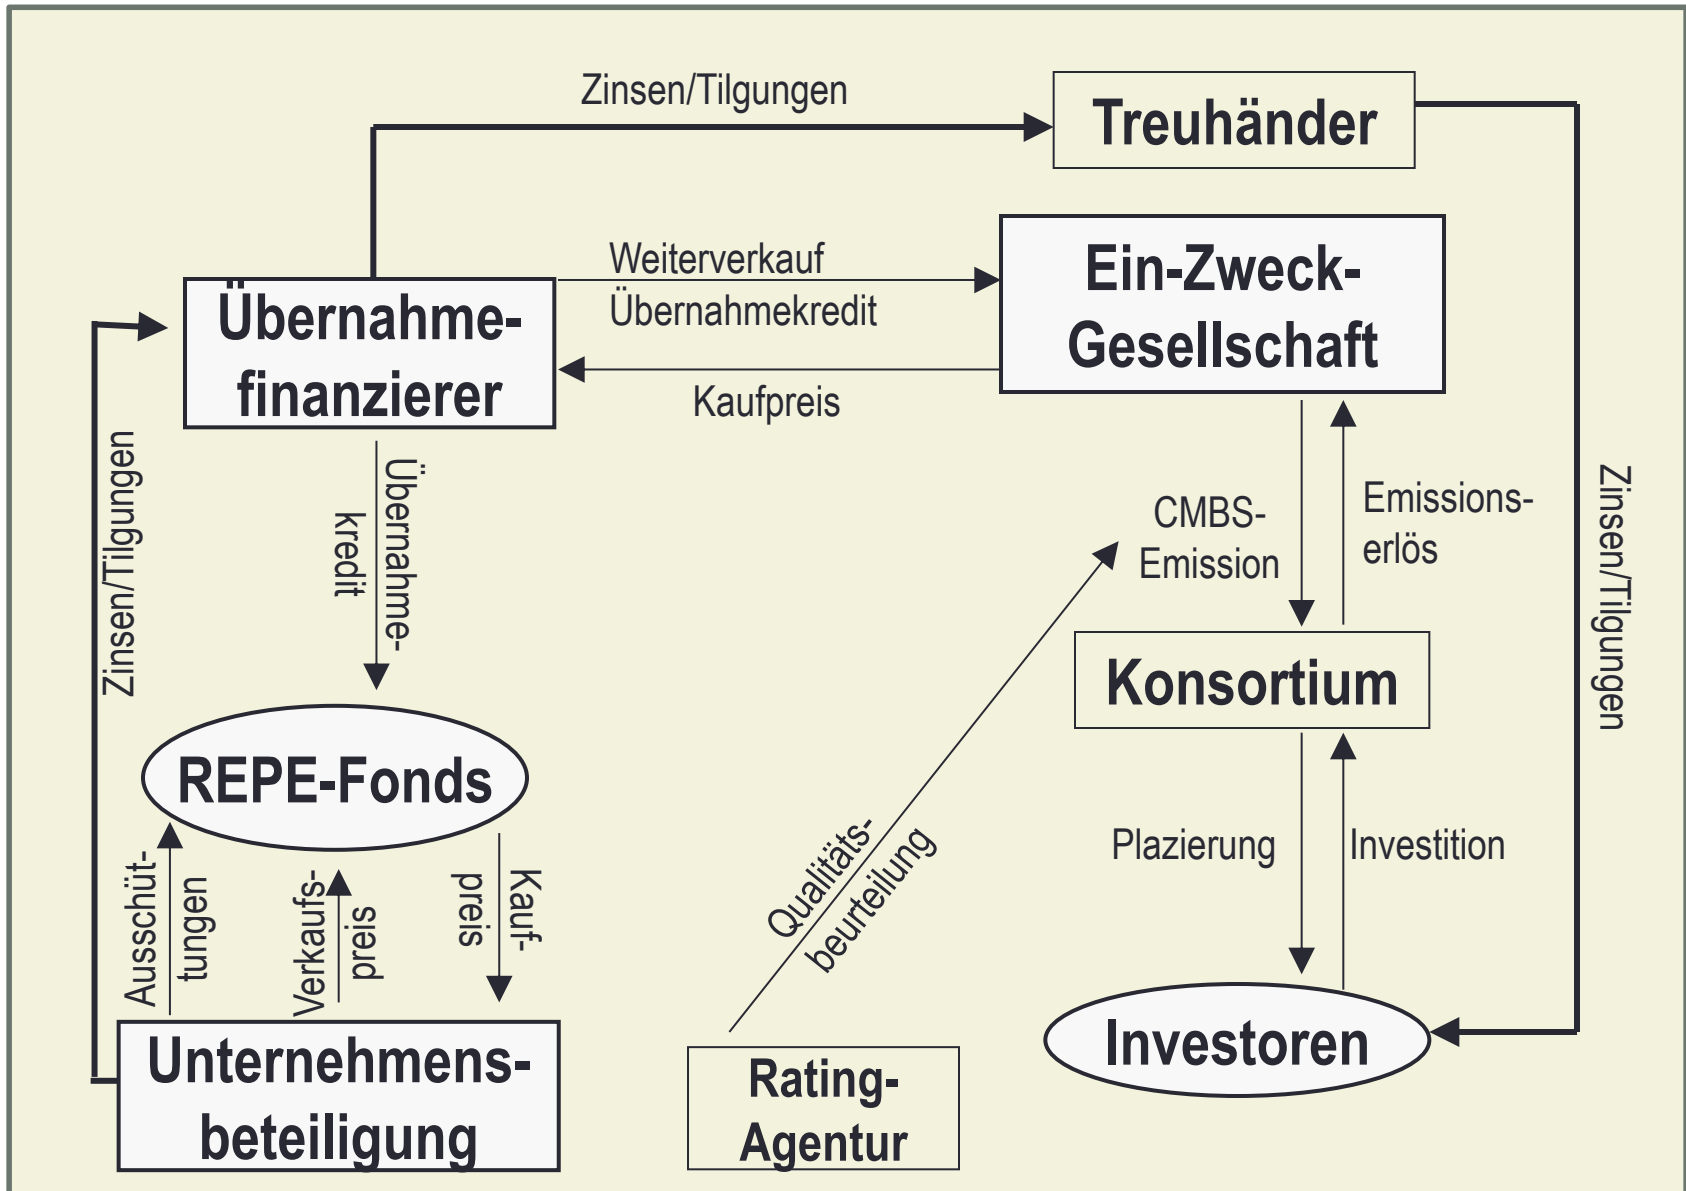 Zinsen/Tilgungen
Treuhänder
Weiterverkauf
Übernahmekredit
Kaufpreis
Ein-Zweck-
Gesellschaft
Übernahme-
finanzierer
Zinsen/Tilgungen
Übernahme-
kredit
CMBS-
Emission
Emissions-
erlös
Zinsen/Tilgungen
Konsortium
REPE-Fonds
Plazierung
Investition
Ausschüt-
tungen
Verkaufs-
preis
Kauf-
preis
Qualitäts-
beurteilung
Unternehmens-
beteiligung
Rating-
Agentur
Investoren